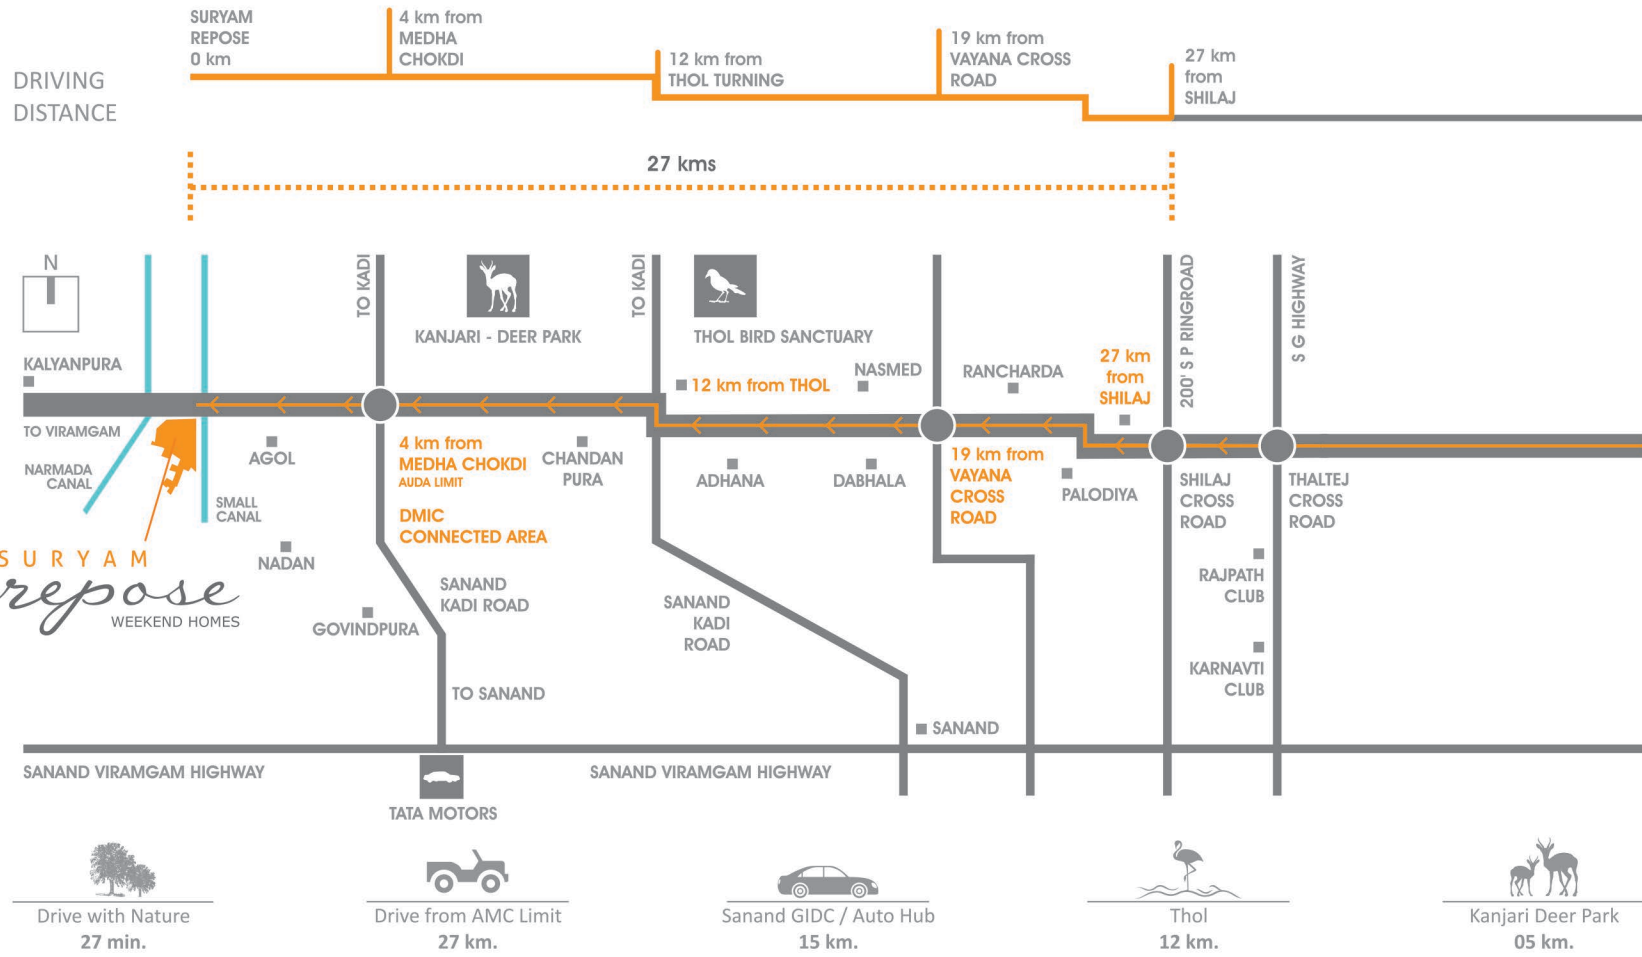 DRIVING
DISTANCE
SURYAM
REPOSE
0 km
4 km from
MEDHA
CHOKDI
12 km from
THOL TURNING
19 km from
VAYANA CROSS
ROAD
27 km
from
SHILAJ
27 kms
N
TO KADI
KANJARI - DEER PARK
TO KADI
THOL BIRD SANCTUARY
200' S P RINGROAD
S G HIGHWAY
KALYANPURA
12 km from THOL
NASMED
RANCHARDA
27 km
from
SHILAJ
TO VIRAMGAM
NARMADA
CANAL
AGOL
SMALL
CANAL
4 km from
MEDHA CHOKDI
AUDA LIMIT
DMIC
CONNECTED AREA
CHANDAN
PURA
ADHANA
DABHALA
19 km from
VAYANA
CROSS
ROAD
PALODIYA
SHILAJ
CROSS
ROAD
THALTEJ
CROSS
ROAD
SURYAM
repose
WEEKEND HOMES
NADAN
GOVINDPURA
SANAND
KADI ROAD
SANAND
KADI
ROAD
RAJPATH
CLUB
KARNAVTI
CLUB
TO SANAND
SANAND
SANAND VIRAMGAM HIGHWAY
SANAND VIRAMGAM HIGHWAY
TATA MOTORS
Drive with Nature
27 min.
Drive from AMC Limit
27 km.
Sanand GIDC / Auto Hub
15 km.
Thol
12 km.
Kanjari Deer Park
05 km.